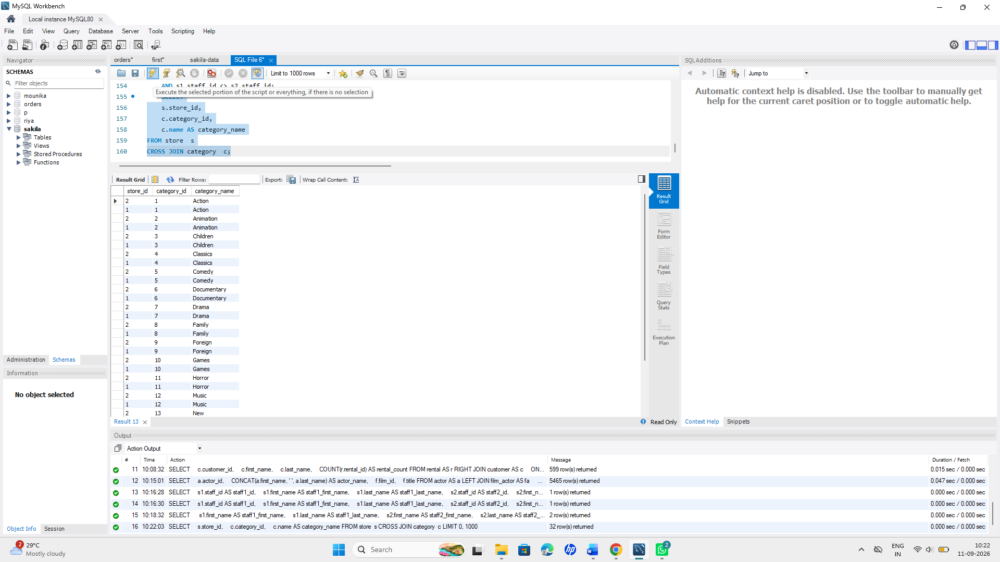 MySQL Workbench
Local instance MySQL80
File Edit View Query Database Server Tools Scripting Help
Navigator
SCHEMAS
Filter objects
mounika
orders
p
riya
sakila
Tables
Views
Stored Procedures
Functions
Administration Schemas
Information
No object selected
Object Info Session
orders* first* sakila-data SQL File 6*
Limit to 1000 rows
154 AND s1.staff_id <> s2.staff_id;
Execute the selected portion of the script or everything, if there is no selection
155 SELECT
156 s.store_id,
157 c.category_id,
158 c.name AS category_name
159 FROM store s
160 CROSS JOIN category c;
Result Grid Filter Rows: Export: Wrap Cell Content:
store_id category_id category_name
2 1 Action
1 1 Action
2 2 Animation
1 2 Animation
2 3 Children
1 3 Children
2 4 Classics
1 4 Classics
2 5 Comedy
1 5 Comedy
2 6 Documentary
1 6 Documentary
2 7 Drama
1 7 Drama
2 8 Family
1 8 Family
2 9 Foreign
1 9 Foreign
2 10 Games
1 10 Games
2 11 Horror
1 11 Horror
2 12 Music
1 12 Music
2 13 New
Result Grid
Form Editor
Field Types
Query Stats
Execution Plan
Result 13 Read Only
SQLAdditions
Jump to
Automatic context help is disabled. Use the toolbar to manually get
help for the current caret position or to toggle automatic help.
Context Help Snippets
Output
Action Output
# Time Action Message Duration / Fetch
11 10:08:32 SELECT c.customer_id, c.first_name, c.last_name, COUNT(r.rental_id) AS rental_count FROM rental AS r RIGHT JOIN customer AS c ON... 599 row(s) returned 0.015 sec / 0.000 sec
12 10:15:01 SELECT a.actor_id, CONCAT(a.first_name, ' ', a.last_name) AS actor_name, f.film_id, f.title FROM actor AS a LEFT JOIN film_actor AS fa ... 5465 row(s) returned 0.047 sec / 0.000 sec
13 10:16:28 SELECT s1.staff_id AS staff1_id, s1.first_name AS staff1_first_name, s1.last_name AS staff1_last_name, s2.staff_id AS staff2_id, s2.first_n... 1 row(s) returned 0.000 sec / 0.000 sec
14 10:16:30 SELECT s1.staff_id AS staff1_id, s1.first_name AS staff1_first_name, s1.last_name AS staff1_last_name, s2.staff_id AS staff2_id, s2.first_n... 1 row(s) returned 0.000 sec / 0.000 sec
15 10:18:32 SELECT s1.first_name AS staff1_first_name, s1.last_name AS staff1_last_name, s2.first_name AS staff2_first_name, s2.last_name AS staff2_... 2 row(s) returned 0.000 sec / 0.000 sec
16 10:22:03 SELECT s.store_id, c.category_id, c.name AS category_name FROM store s CROSS JOIN category c LIMIT 0, 1000 32 row(s) returned 0.000 sec / 0.000 sec
2
29°C
Mostly cloudy
Search
hp
2
ENG
IN
10:22
11-09-2026